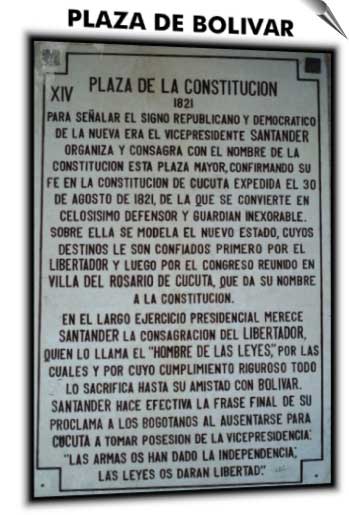 PLAZA DE BOLIVAR
XIV
PLAZA DE LA CONSTITUCION
1821
PARA SEÑALAR EL SIGNO REPUBLICANO Y DEMOCRATICO
DE LA NUEVA ERA EL VICEPRESIDENTE SANTANDER
ORGANIZA Y CONSAGRA CON EL NOMBRE DE LA
CONSTITUCION ESTA PLAZA MAYOR, CONFIRMANDO SU
FE EN LA CONSTITUCION DE CUCUTA EXPEDIDA EL 30
DE AGOSTO DE 1821, DE LA QUE SE CONVIERTE EN
CELOSISIMO DEFENSOR Y GUARDIAN INEXORABLE.
SOBRE ELLA SE MODELA EL NUEVO ESTADO, CUYOS
DESTINOS LE SON CONFIADOS PRIMERO POR EL
LIBERTADOR Y LUEGO POR EL CONGRESO REUNIDO EN
VILLA DEL ROSARIO DE CUCUTA, QUE DA SU NOMBRE
A LA CONSTITUCION.
EN EL LARGO EJERCICIO PRESIDENCIAL MERECE
SANTANDER LA CONSAGRACION DEL LIBERTADOR,
QUIEN LO LLAMA EL "HOMBRE DE LAS LEYES," POR LAS
CUALES Y POR CUYO CUMPLIMIENTO RIGUROSO TODO
LO SACRIFICA HASTA SU AMISTAD CON BOLIVAR.
SANTANDER HACE EFECTIVA LA FRASE FINAL DE SU
PROCLAMA A LOS BOGOTANOS AL AUSENTARSE PARA
CUCUTA A TOMAR POSESION DE LA VICEPRESIDENCIA:
"LAS ARMAS OS HAN DADO LA INDEPENDENCIA;
LAS LEYES OS DARAN LIBERTAD."